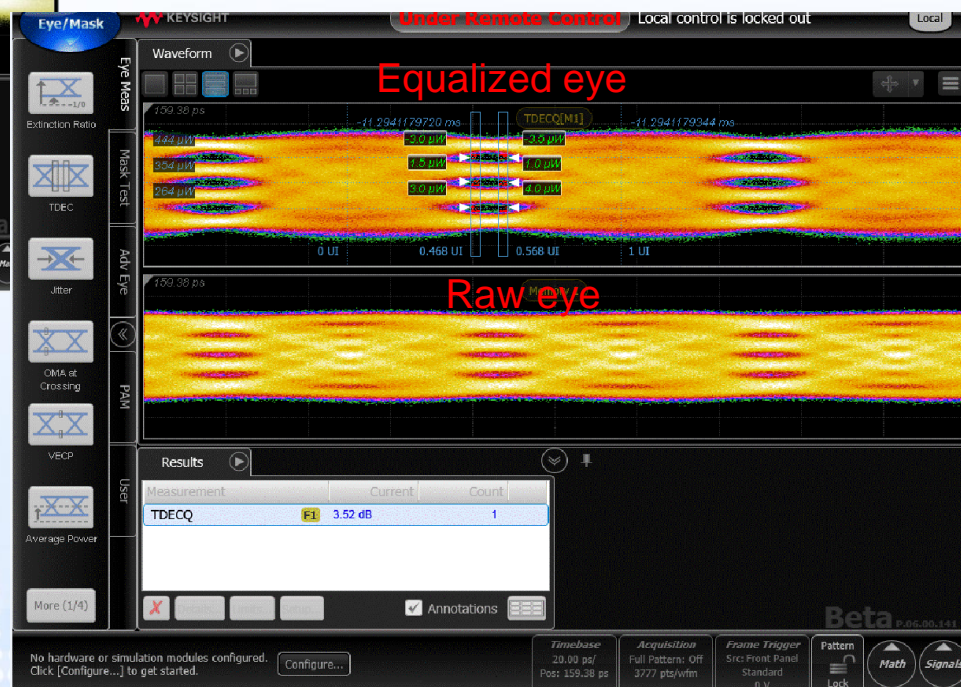 Eye/Mask
KEYSIGHT
Under Remote Control
Local control is locked out
Local
Waveform
Equalized eye
Extinction Ratio
TDEC
Jitter
OMA at
Crossing
VECP
Average Power
More (1/4)
Eye Meas
Mask Test
Adv Eye
PAM
User
159.38 ps
-11.2941179720 ms
TDECQ[M1]
-11.2941179344 ms
444 µW
-3.0 µW
-3.5 µW
354 µW
1.5 µW
1.0 µW
264 µW
3.0 µW
4.0 µW
0 UI
0.468 UI
0.568 UI
1 UI
159.38 ps
Raw eye
Results
Measurement
Current
Count
TDECQ
F1
3.52 dB
1
Details...
Limits...
Setup...
Annotations
Beta P.06.00.141
No hardware or simulation modules configured.
Click [Configure...] to get started.
Configure...
Timebase
20.00 ps/
Pos: 159.38 ps
Acquisition
Full Pattern: Off
3777 pts/wfm
Frame Trigger
Src: Front Panel
Standard
0 V
Pattern
Lock
Math
Signals